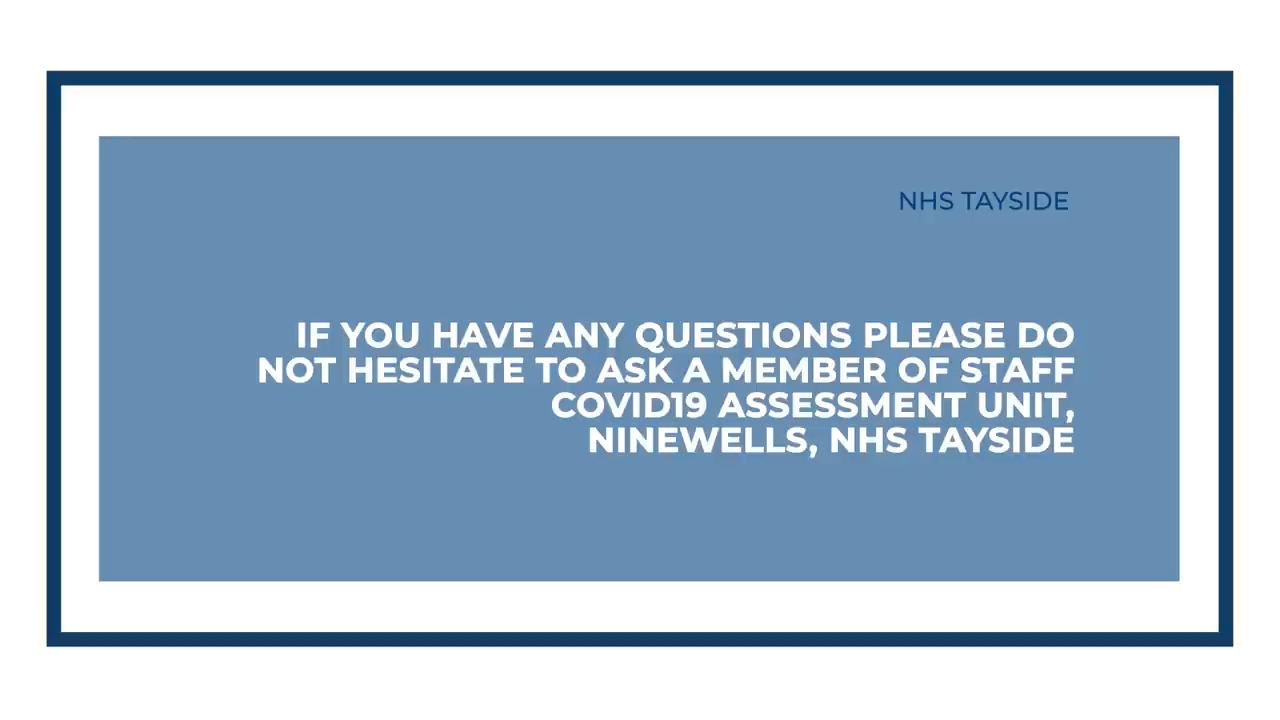 NHS TAYSIDE
IF YOU HAVE ANY QUESTIONS PLEASE DO
NOT HESITATE TO ASK A MEMBER OF STAFF
COVID19 ASSESSMENT UNIT,
NINEWELLS, NHS TAYSIDE